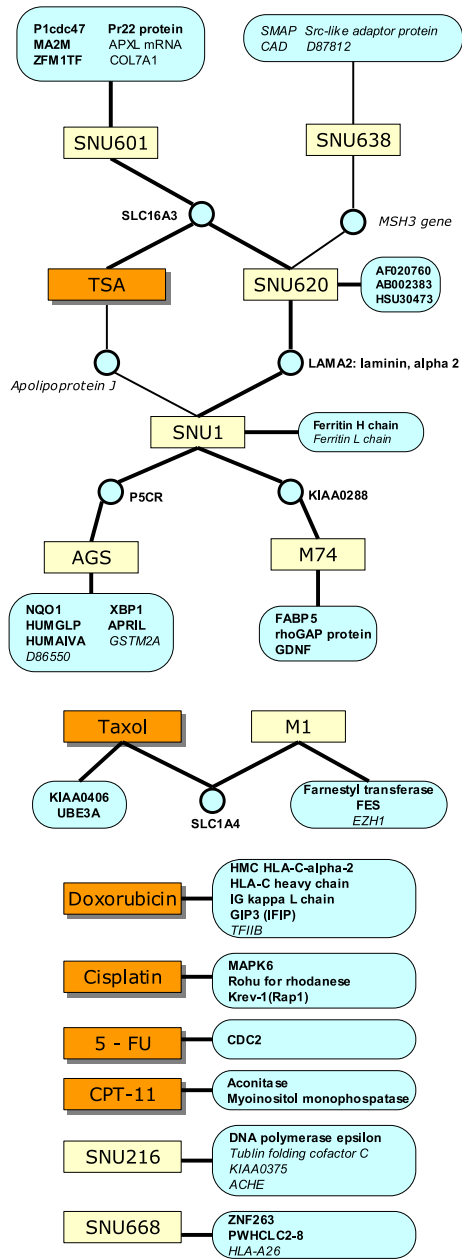 P1cdc47 Pr22 protein
MA2M APXL mRNA
ZFM1TF COL7A1
SMAP Src-like adaptor protein
CAD D87812
SNU601
SNU638
SLC16A3
MSH3 gene
TSA
SNU620
AF020760
AB002383
HSU30473
Apolipoprotein J
LAMA2: laminin, alpha 2
SNU1
Ferritin H chain
Ferritin L chain
P5CR
KIAA0288
AGS
M74
NQO1 XBP1
HUMGLP APRIL
HUMAIVA GSTM2A
D86550
FABP5
rhoGAP protein
GDNF
Taxol
M1
KIAA0406
UBE3A
SLC1A4
Farnestyl transferase
FES
EZH1
Doxorubicin
HMC HLA-C-alpha-2
HLA-C heavy chain
IG kappa L chain
GIP3 (IFIP)
TFIIB
Cisplatin
MAPK6
Rohu for rhodanese
Krev-1(Rap1)
5 - FU
CDC2
CPT-11
Aconitase
Myoinositol monophospatase
SNU216
DNA polymerase epsilon
Tublin folding cofactor C
KIAA0375
ACHE
SNU668
ZNF263
PWHCLC2-8
HLA-A26